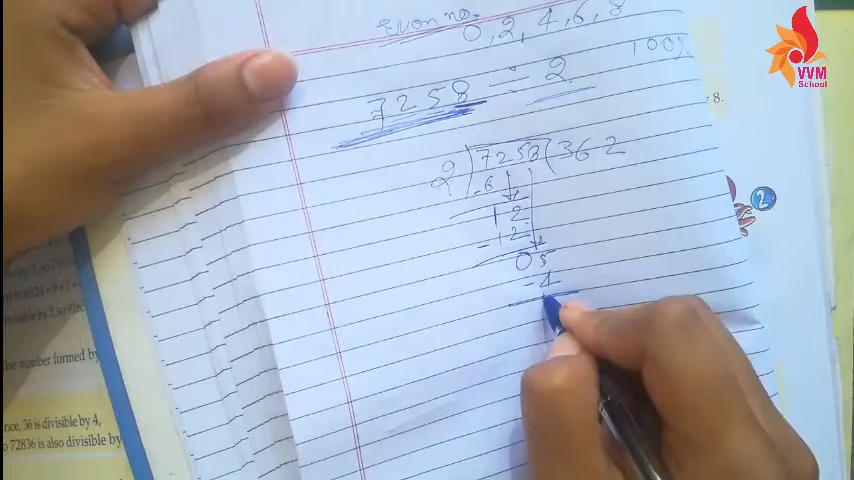 Even no.
0, 2, 4, 6, 8
100%
7258 ÷ 2
2)7258(362
-6
12
-12
05
-4
8.
2
VVM
School
the number formed by
nce, 36 is divisible by 4,
o 72836 is also divisible by